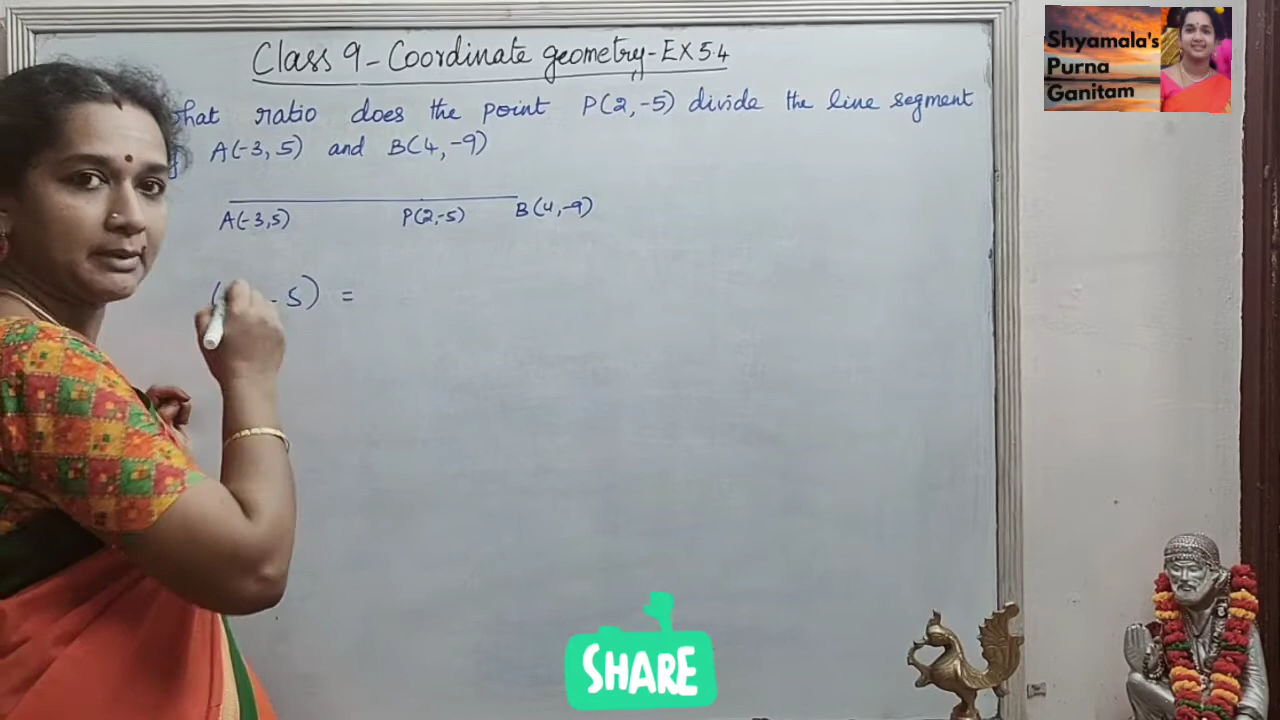 Class 9 - Coordinate geometry - EX 5.4
ratio does the point P(2, -5) divide the line segment
A(-3, 5) and B(4, -9)
A(-3,5) P(2,-5) B(4,-9)
( -5) =
Shyamala's
Purna
Ganitam
SHARE